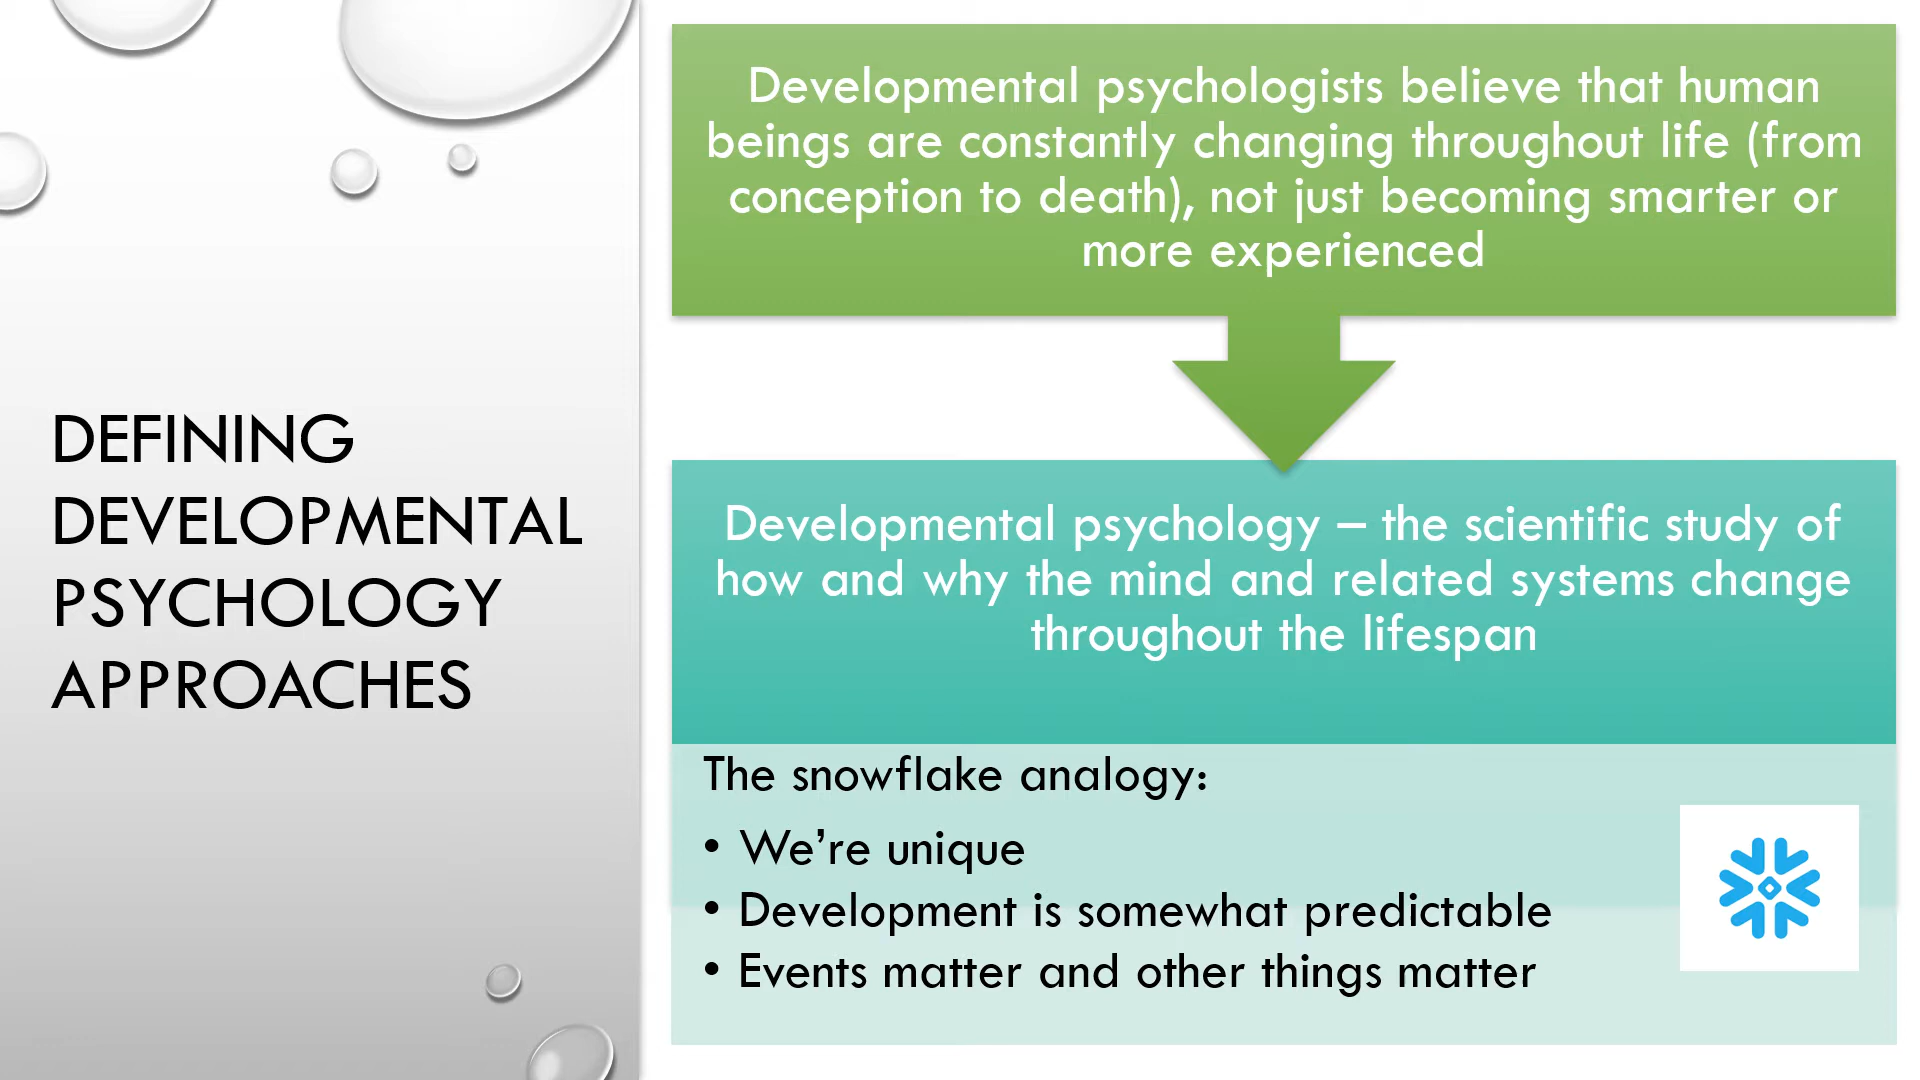 DEFINING
DEVELOPMENTAL
PSYCHOLOGY
APPROACHES
Developmental psychologists believe that human
beings are constantly changing throughout life (from
conception to death), not just becoming smarter or
more experienced
Developmental psychology – the scientific study of
how and why the mind and related systems change
throughout the lifespan
The snowflake analogy:
• We’re unique
• Development is somewhat predictable
• Events matter and other things matter